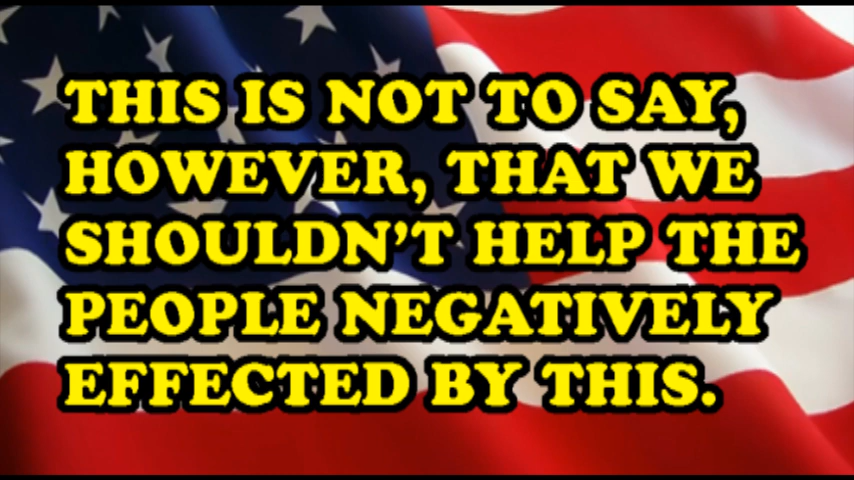 THIS IS NOT TO SAY,
HOWEVER, THAT WE
SHOULDN'T HELP THE
PEOPLE NEGATIVELY
EFFECTED BY THIS.